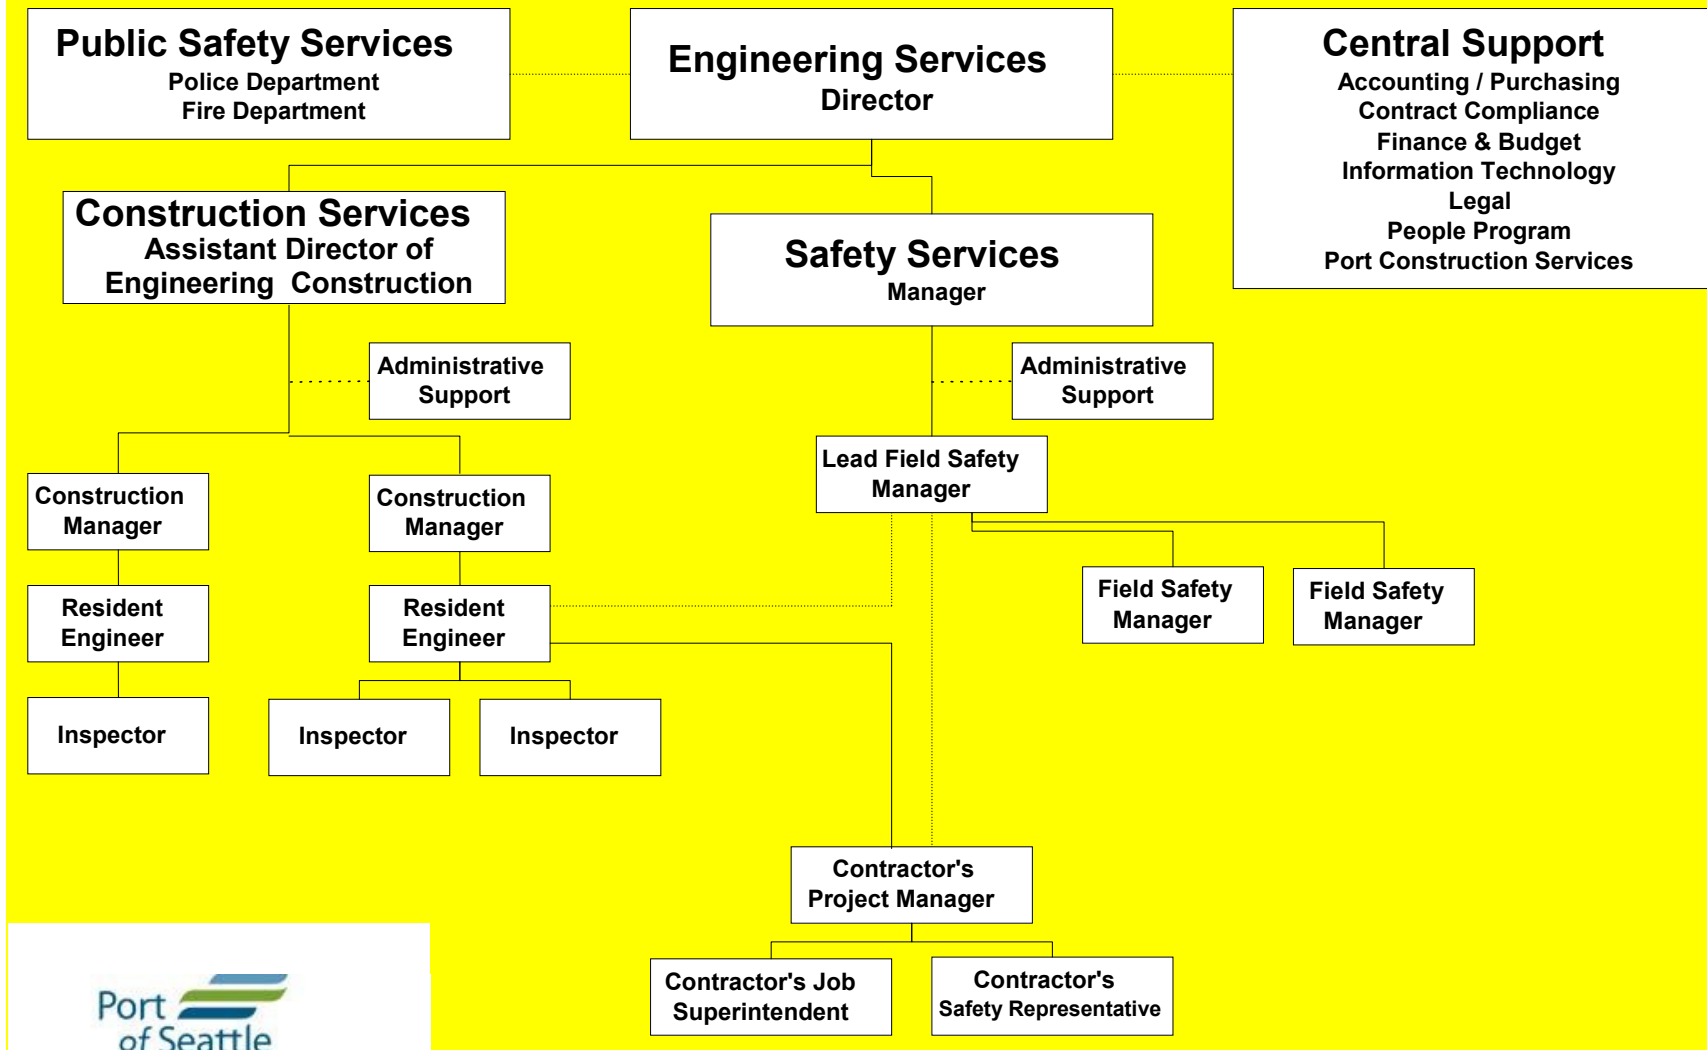 Public Safety Services
Police Department
Fire Department
Engineering Services
Director
Central Support
Accounting / Purchasing
Contract Compliance
Finance & Budget
Information Technology
Legal
People Program
Port Construction Services
Construction Services
Assistant Director of
Engineering Construction
Safety Services
Manager
Administrative
Support
Administrative
Support
Lead Field Safety
Manager
Construction
Manager
Construction
Manager
Field Safety
Manager
Field Safety
Manager
Resident
Engineer
Resident
Engineer
Inspector
Inspector
Inspector
Contractor's
Project Manager
Contractor's Job
Superintendent
Contractor's
Safety Representative
Port
of Seattle